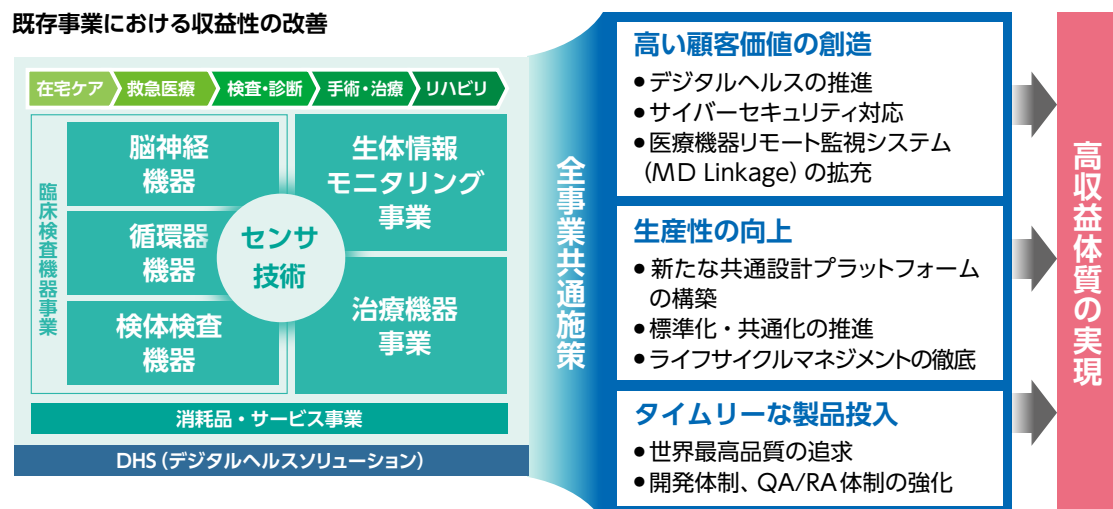 既存事業における収益性の改善
在宅ケア
救急医療
検査・診断
手術・治療
リハビリ
臨床検査機器事業
脳神経
機器
循環器
機器
検体検査
機器
センサ
技術
生体情報
モニタリング
事業
治療機器
事業
消耗品・サービス事業
DHS（デジタルヘルスソリューション）
全事業共通施策
高い顧客価値の創造
•デジタルヘルスの推進
•サイバーセキュリティ対応
•医療機器リモート監視システム
（MD Linkage）の拡充
生産性の向上
•新たな共通設計プラットフォーム
の構築
•標準化・共通化の推進
•ライフサイクルマネジメントの徹底
タイムリーな製品投入
•世界最高品質の追求
•開発体制、QA/RA体制の強化
高収益体質の実現